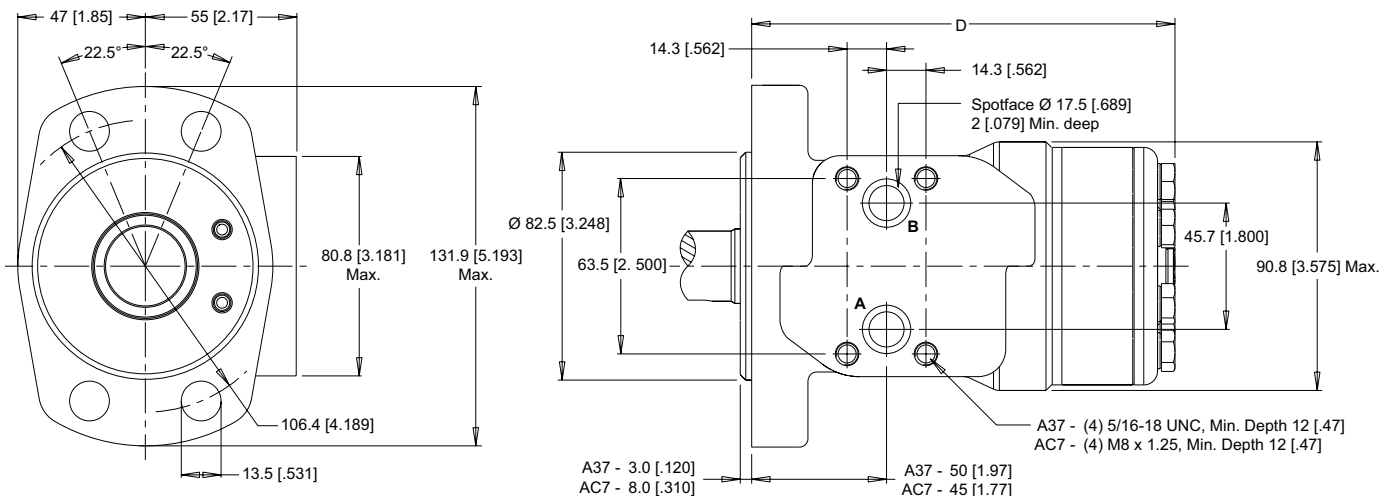 47 [1.85]
55 [2.17]
22.5°
22.5°
80.8 [3.181]
Max.
131.9 [5.193]
Max.
106.4 [4.189]
13.5 [.531]
D
14.3 [.562]
14.3 [.562]
Spotface Ø 17.5 [.689]
2 [.079] Min. deep
Ø 82.5 [3.248]
63.5 [2. 500]
B
A
45.7 [1.800]
90.8 [3.575] Max.
A37 - (4) 5/16-18 UNC, Min. Depth 12 [.47]
AC7 - (4) M8 x 1.25, Min. Depth 12 [.47]
A37 - 3.0 [.120]
AC7 - 8.0 [.310]
A37 - 50 [1.97]
AC7 - 45 [1.77]